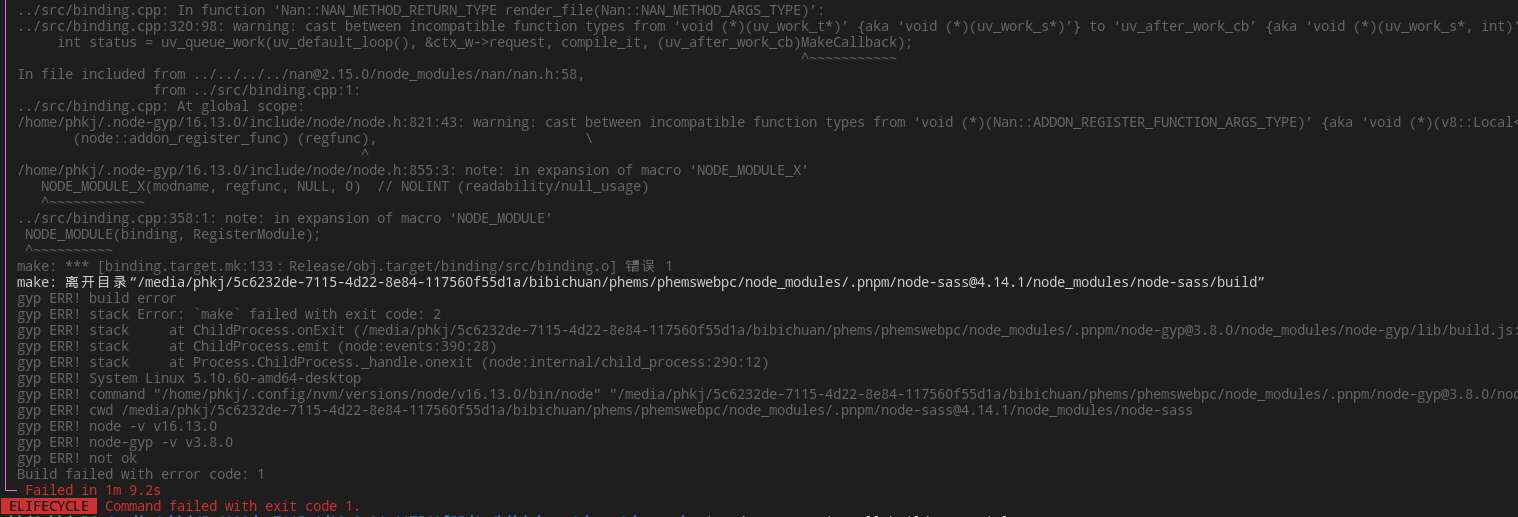 ../src/binding.cpp: In function ‘Nan::NAN_METHOD_RETURN_TYPE render_file(Nan::NAN_METHOD_ARGS_TYPE)’:
../src/binding.cpp:320:98: warning: cast between incompatible function types from ‘void (*)(uv_work_t*)’ {aka ‘void (*)(uv_work_s*)’} to ‘uv_after_work_cb’ {aka ‘void (*)(uv_work_s*, int)’
int status = uv_queue_work(uv_default_loop(), &ctx_w->request, compile_it, (uv_after_work_cb)MakeCallback);
^~~~~~~~~~~~
In file included from ../../../../nan@2.15.0/node_modules/nan/nan.h:58,
from ../src/binding.cpp:1:
../src/binding.cpp: At global scope:
/home/phkj/.node-gyp/16.13.0/include/node/node.h:821:43: warning: cast between incompatible function types from ‘void (*)(Nan::ADDON_REGISTER_FUNCTION_ARGS_TYPE)’ {aka ‘void (*)(v8::Local<
(node::addon_register_func) (regfunc), \
^
/home/phkj/.node-gyp/16.13.0/include/node/node.h:855:3: note: in expansion of macro ‘NODE_MODULE_X’
NODE_MODULE_X(modname, regfunc, NULL, 0) // NOLINT (readability/null_usage)
^~~~~~~~~~~~~
../src/binding.cpp:358:1: note: in expansion of macro ‘NODE_MODULE’
NODE_MODULE(binding, RegisterModule);
^~~~~~~~~~~
make: *** [binding.target.mk:133：Release/obj.target/binding/src/binding.o] 错误 1
make: 离开目录“/media/phkj/5c6232de-7115-4d22-8e84-117560f55d1a/bibichuan/phems/phemswebpc/node_modules/.pnpm/node-sass@4.14.1/node_modules/node-sass/build”
gyp ERR! build error
gyp ERR! stack Error: `make` failed with exit code: 2
gyp ERR! stack     at ChildProcess.onExit (/media/phkj/5c6232de-7115-4d22-8e84-117560f55d1a/bibichuan/phems/phemswebpc/node_modules/.pnpm/node-gyp@3.8.0/node_modules/node-gyp/lib/build.js:
gyp ERR! stack     at ChildProcess.emit (node:events:390:28)
gyp ERR! stack     at Process.ChildProcess._handle.onexit (node:internal/child_process:290:12)
gyp ERR! System Linux 5.10.60-amd64-desktop
gyp ERR! command "/home/phkj/.config/nvm/versions/node/v16.13.0/bin/node" "/media/phkj/5c6232de-7115-4d22-8e84-117560f55d1a/bibichuan/phems/phemswebpc/node_modules/.pnpm/node-gyp@3.8.0/noc
gyp ERR! cwd /media/phkj/5c6232de-7115-4d22-8e84-117560f55d1a/bibichuan/phems/phemswebpc/node_modules/.pnpm/node-sass@4.14.1/node_modules/node-sass
gyp ERR! node -v v16.13.0
gyp ERR! node-gyp -v v3.8.0
gyp ERR! not ok
Build failed with error code: 1
Failed in 1m 9.2s
ELIFECYCLE Command failed with exit code 1.